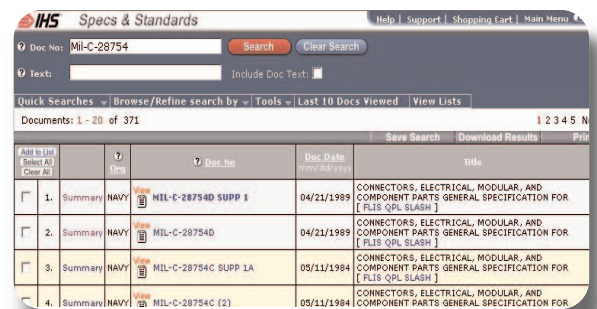 IHS Specs & Standards
Help | Support | Shopping Cart | Main Menu
Doc No: Mil-C-28754 Search Clear Search
Text: Include Doc Text:
Quick Searches Browse/Refine search by Tools Last 10 Docs Viewed View Lists
Documents: 1 - 20 of 371 1 2 3 4 5
Save Search Download Results
Add to List
Select All
Clear All
Org Doc No Doc Date Title
mm/dd/yyyy
1. Summary NAVY View MIL-C-28754D SUPP 1 04/21/1989 CONNECTORS, ELECTRICAL, MODULAR, AND
COMPONENT PARTS GENERAL SPECIFICATION FOR
[ FLIS QPL SLASH ]
2. Summary NAVY View MIL-C-28754D 04/21/1989 CONNECTORS, ELECTRICAL, MODULAR, AND
COMPONENT PARTS GENERAL SPECIFICATION FOR
[ FLIS QPL SLASH ]
3. Summary NAVY View MIL-C-28754C SUPP 1A 05/11/1984 CONNECTORS, ELECTRICAL, MODULAR, AND
COMPONENT PARTS GENERAL SPECIFICATION FOR
[ FLIS QPL SLASH ]
4. Summary NAVY View MIL-C-28754C (2) 05/11/1984 CONNECTORS, ELECTRICAL, MODULAR, AND
COMPONENT PARTS GENERAL SPECIFICATION FOR